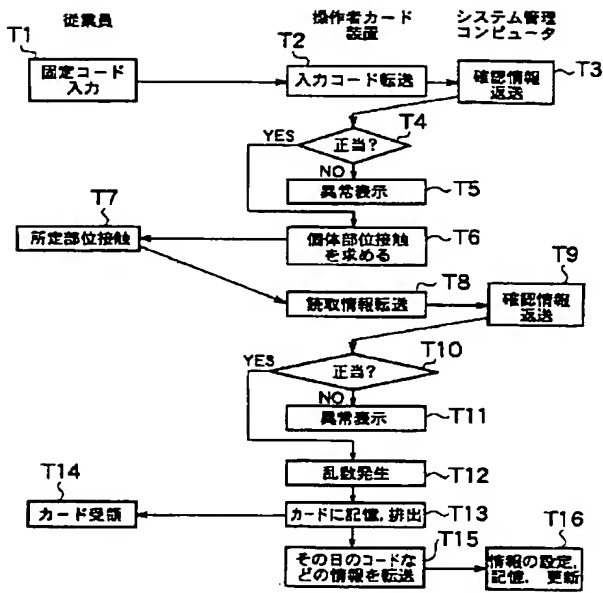 従業員
操作者カード
装置
システム管理
コンピュータ
T1
T2
T3
固定コード
入力
入力コード転送
確認情報
返送
T4
YES
正当?
NO
T5
異常表示
T7
T6
所定部位接触
個体部位接触
を求める
T9
T8
読取情報転送
確認情報
返送
T10
YES
正当?
NO
T11
異常表示
T12
乱数発生
T14
T13
カード受領
カードに記憶,排出
T15
T16
その日のコードな
どの情報を転送
情報の設定,
記憶, 更新